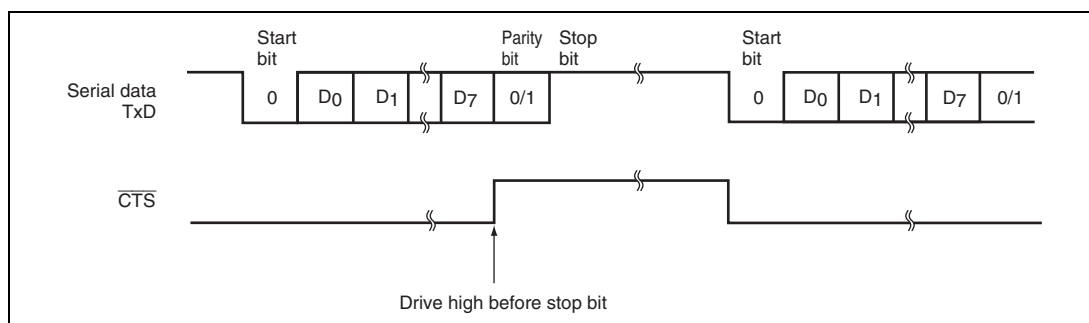 Start bit
Parity bit
Stop bit
Start bit
Serial data TxD
0
D0
D1
D7
0/1
0
D0
D1
D7
0/1
CTS
Drive high before stop bit